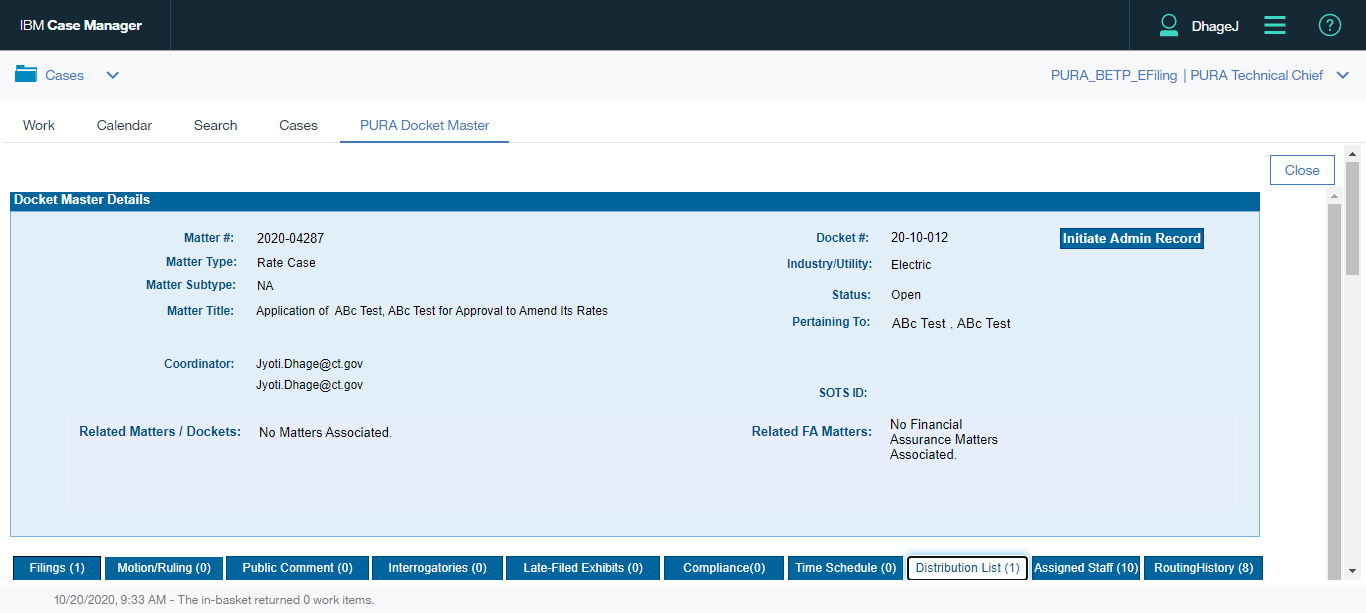 IBM Case Manager
DhageJ
?
Cases
PURA_BETP_EFiling | PURA Technical Chief
Work Calendar Search Cases PURA Docket Master
Close
Docket Master Details
Matter #: 2020-04287 Docket #: 20-10-012 Initiate Admin Record
Matter Type: Rate Case Industry/Utility: Electric
Matter Subtype: NA
Status: Open
Matter Title: Application of ABc Test, ABc Test for Approval to Amend Its Rates
Pertaining To: ABc Test . ABc Test
Coordinator: Jyoti.Dhage@ct.gov
Jyoti.Dhage@ct.gov
SOTS ID:
Related Matters / Dockets: No Matters Associated.
Related FA Matters: No Financial
Assurance Matters
Associated.
Filings (1) Motion/Ruling (0) Public Comment (0) Interrogatories (0) Late-Filed Exhibits (0) Compliance(0) Time Schedule (0) Distribution List (1) Assigned Staff (10) RoutingHistory (8)
10/20/2020, 9:33 AM - The in-basket returned 0 work items.